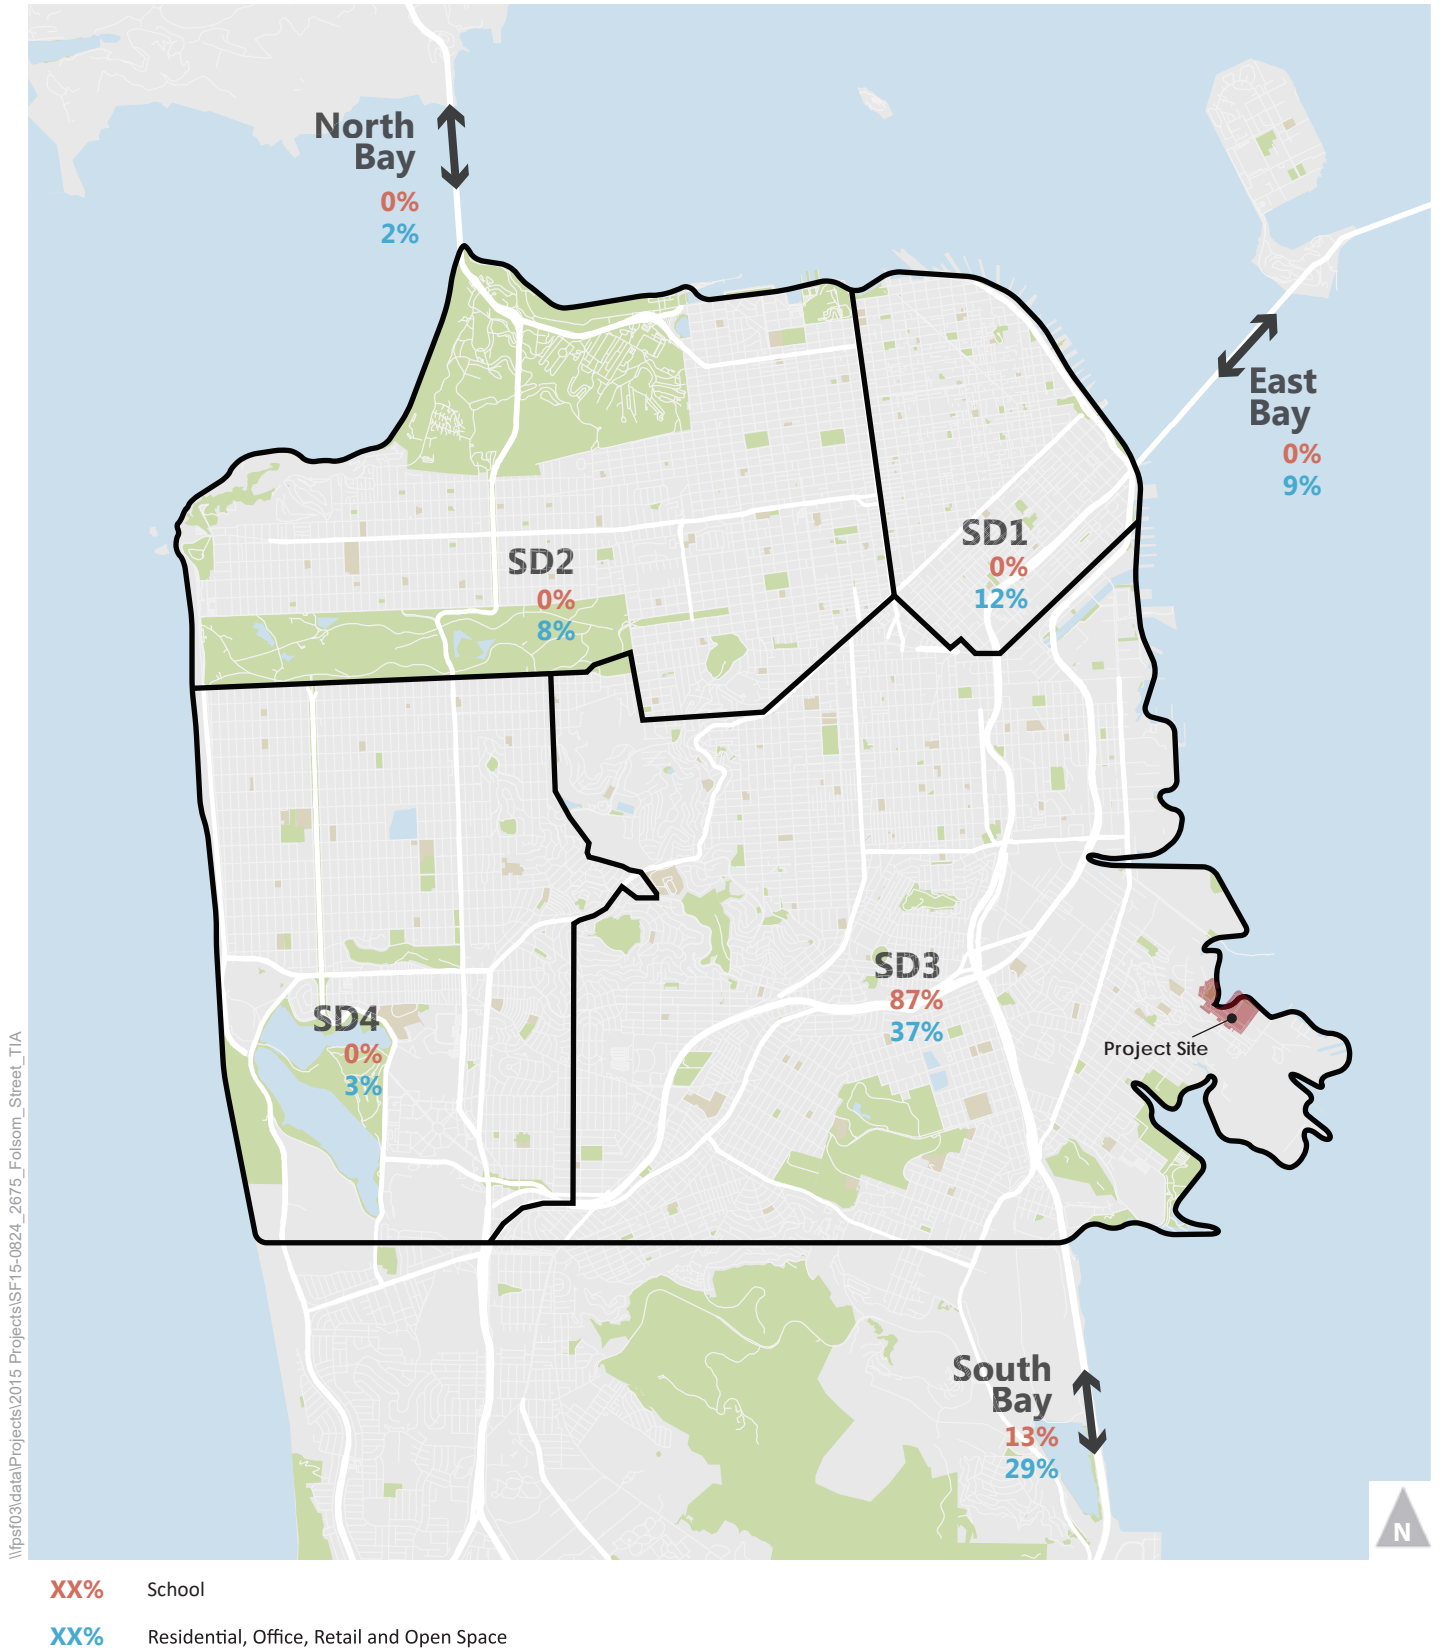 North
Bay
0%
2%
East
Bay
0%
9%
SD1
0%
12%
SD2
0%
8%
SD3
87%
37%
Project Site
SD4
0%
3%
South
Bay
13%
29%
N
\\fpsf03\data\Projects\2015 Projects\SF15-0824_2675_Folsom_Street_TIA
XX% School
XX% Residential, Office, Retail and Open Space